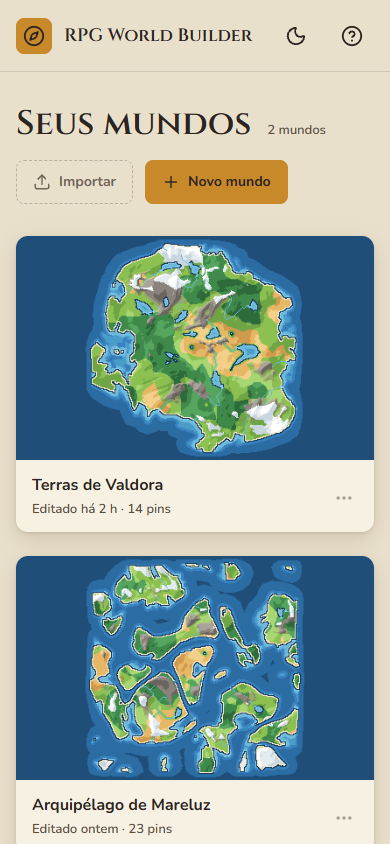 RPG World Builder
Seus mundos
2 mundos
Importar
Novo mundo
Terras de Valdora
Editado há 2 h · 14 pins
Arquipélago de Mareluz
Editado ontem · 23 pins